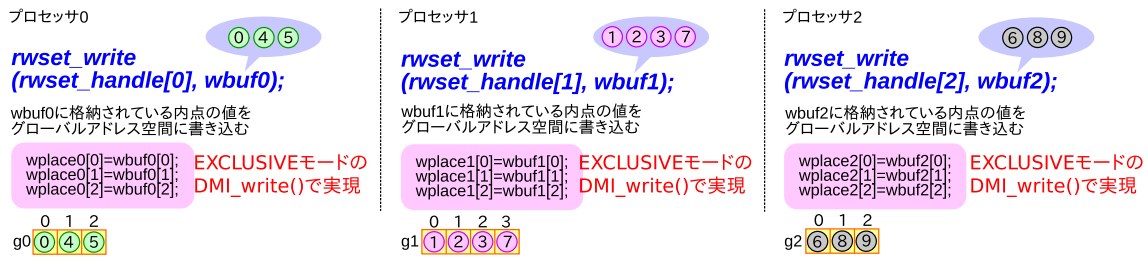 プロセッサ0
0 4 5
rwset_write
(rwset_handle[0], wbuf0);
wbuf0に格納されている内点の値を
グローバルアドレス空間に書き込む
wplace0[0]=wbuf0[0];
wplace0[1]=wbuf0[1];
wplace0[2]=wbuf0[2];
EXCLUSIVEモードの
DMI_write()で実現
0 1 2
g0 0 4 5
プロセッサ1
1 2 3 7
rwset_write
(rwset_handle[1], wbuf1);
wbuf1に格納されている内点の値を
グローバルアドレス空間に書き込む
wplace1[0]=wbuf1[0];
wplace1[1]=wbuf1[1];
wplace1[2]=wbuf1[2];
EXCLUSIVEモードの
DMI_write()で実現
0 1 2 3
g1 1 2 3 7
プロセッサ2
6 8 9
rwset_write
(rwset_handle[2], wbuf2);
wbuf2に格納されている内点の値を
グローバルアドレス空間に書き込む
wplace2[0]=wbuf2[0];
wplace2[1]=wbuf2[1];
wplace2[2]=wbuf2[2];
EXCLUSIVEモードの
DMI_write()で実現
0 1 2
g2 6 8 9